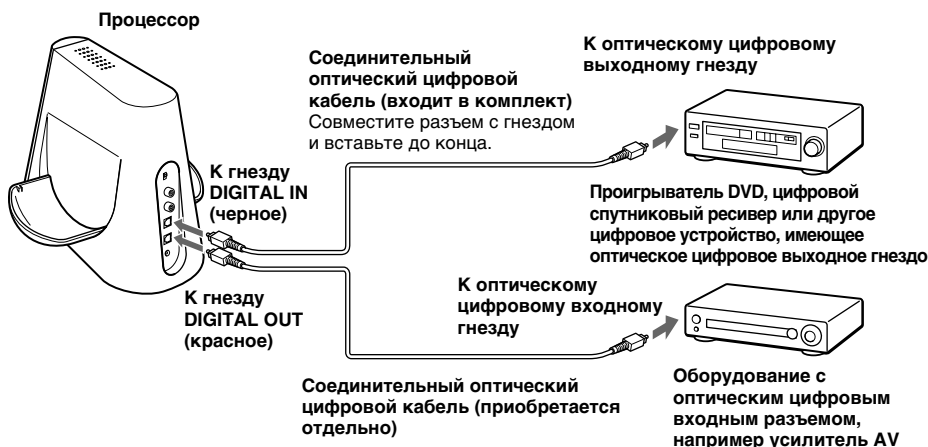 Процессор
Соединительный
оптический цифровой
кабель (входит в комплект)
Совместите разъем с гнездом
и вставьте до конца.
К оптическому цифровому
выходному гнезду
К гнезду
DIGITAL IN
(черное)
Проигрыватель DVD, цифровой
спутниковый ресивер или другое
цифровое устройство, имеющее
оптическое цифровое выходное гнездо
К гнезду
DIGITAL OUT
(красное)
К оптическому
цифровому входному
гнезду
Соединительный оптический
цифровой кабель (приобретается
отдельно)
Оборудование с
оптическим цифровым
входным разъемом,
например усилитель AV